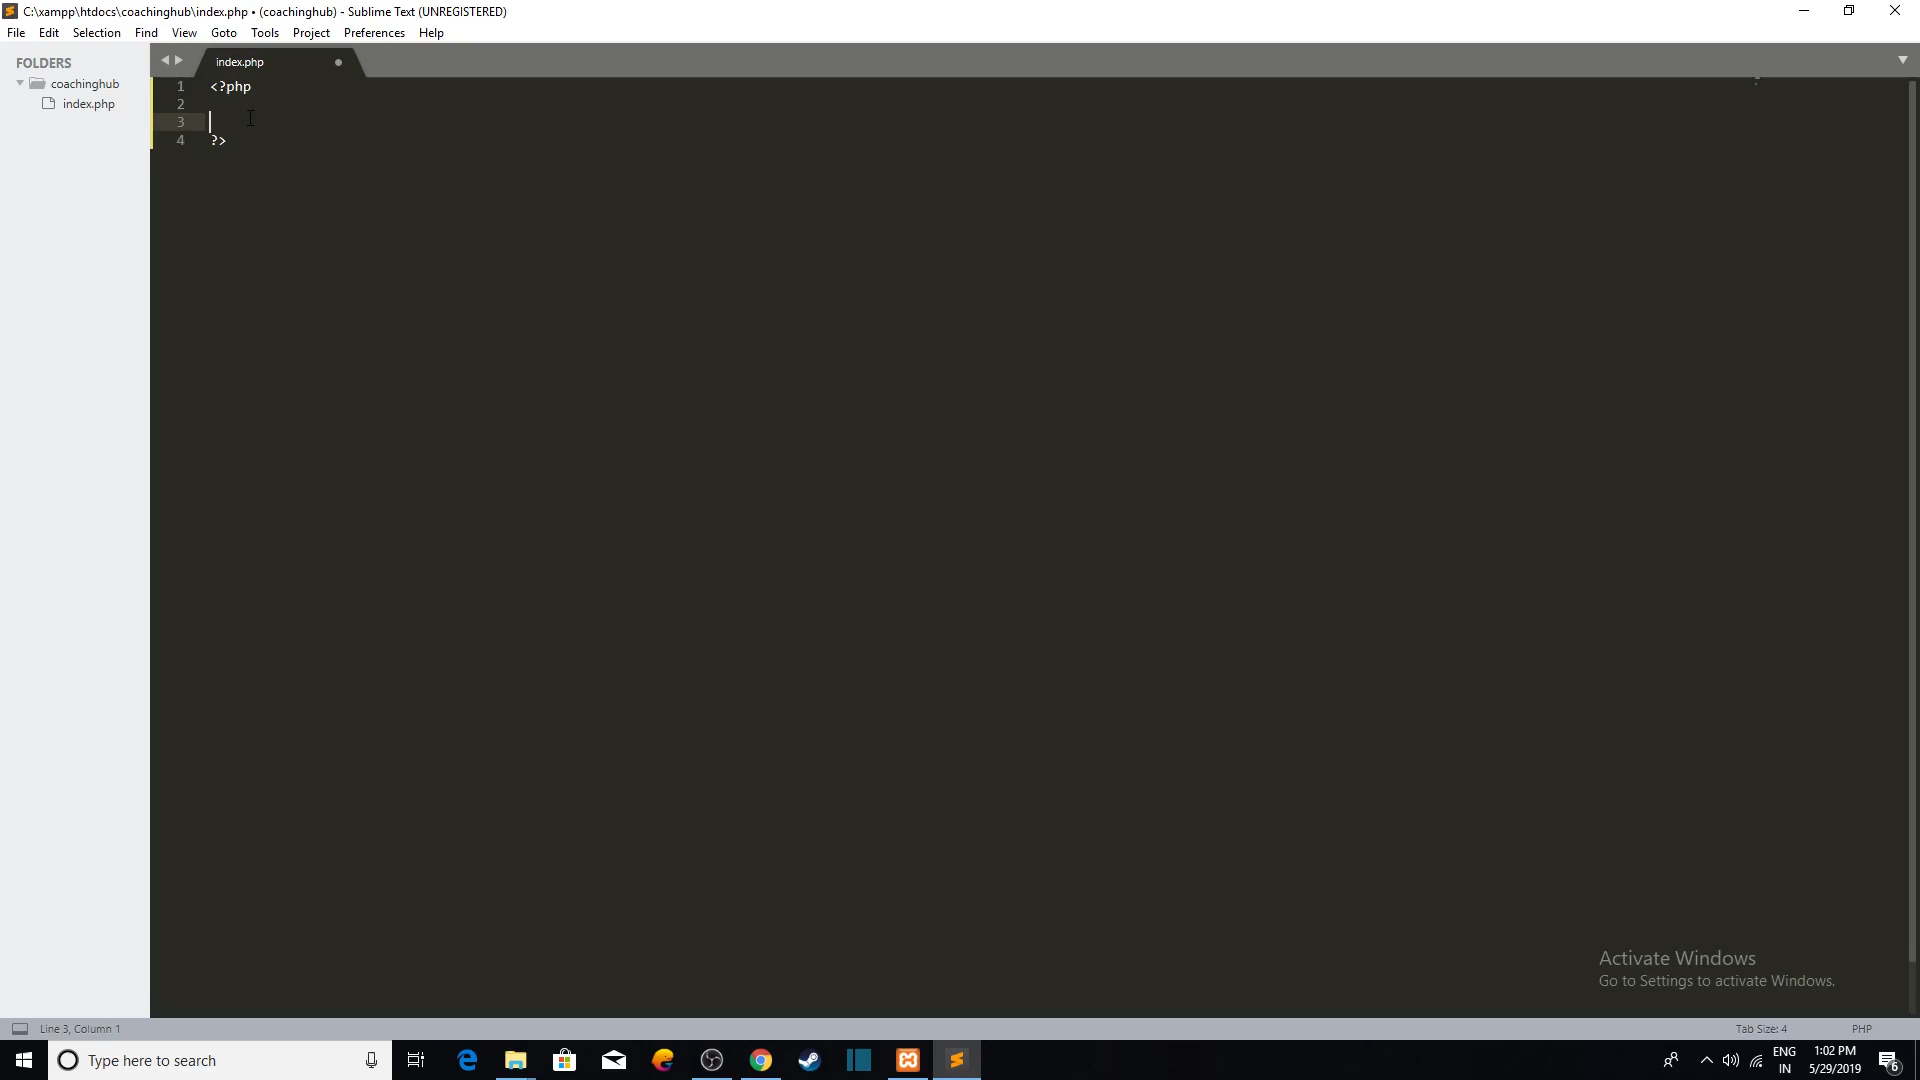 C:\xampp\htdocs\coachinghub\index.php • (coachinghub) - Sublime Text (UNREGISTERED)
File Edit Selection Find View Goto Tools Project Preferences Help
FOLDERS
coachinghub
index.php
index.php
1 <?php
2
3
4 ?>
Activate Windows
Go to Settings to activate Windows.
Line 3, Column 1
Tab Size: 4
PHP
Type here to search
ENG
IN
1:02 PM
5/29/2019
6